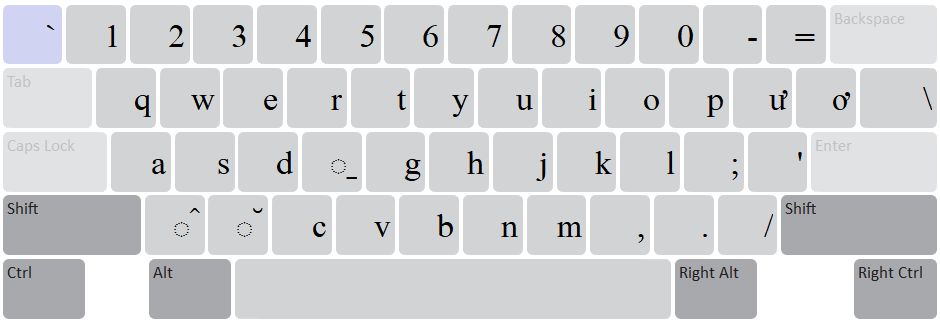 ` 1 2 3 4 5 6 7 8 9 0 - = Backspace
Tab q w e r t y u i o p ư ơ \
Caps Lock a s d ◌̠ g h j k l ; ' Enter
Shift ◌̂ ◌̆ c v b n m , . / Shift
Ctrl Alt Right Alt Right Ctrl